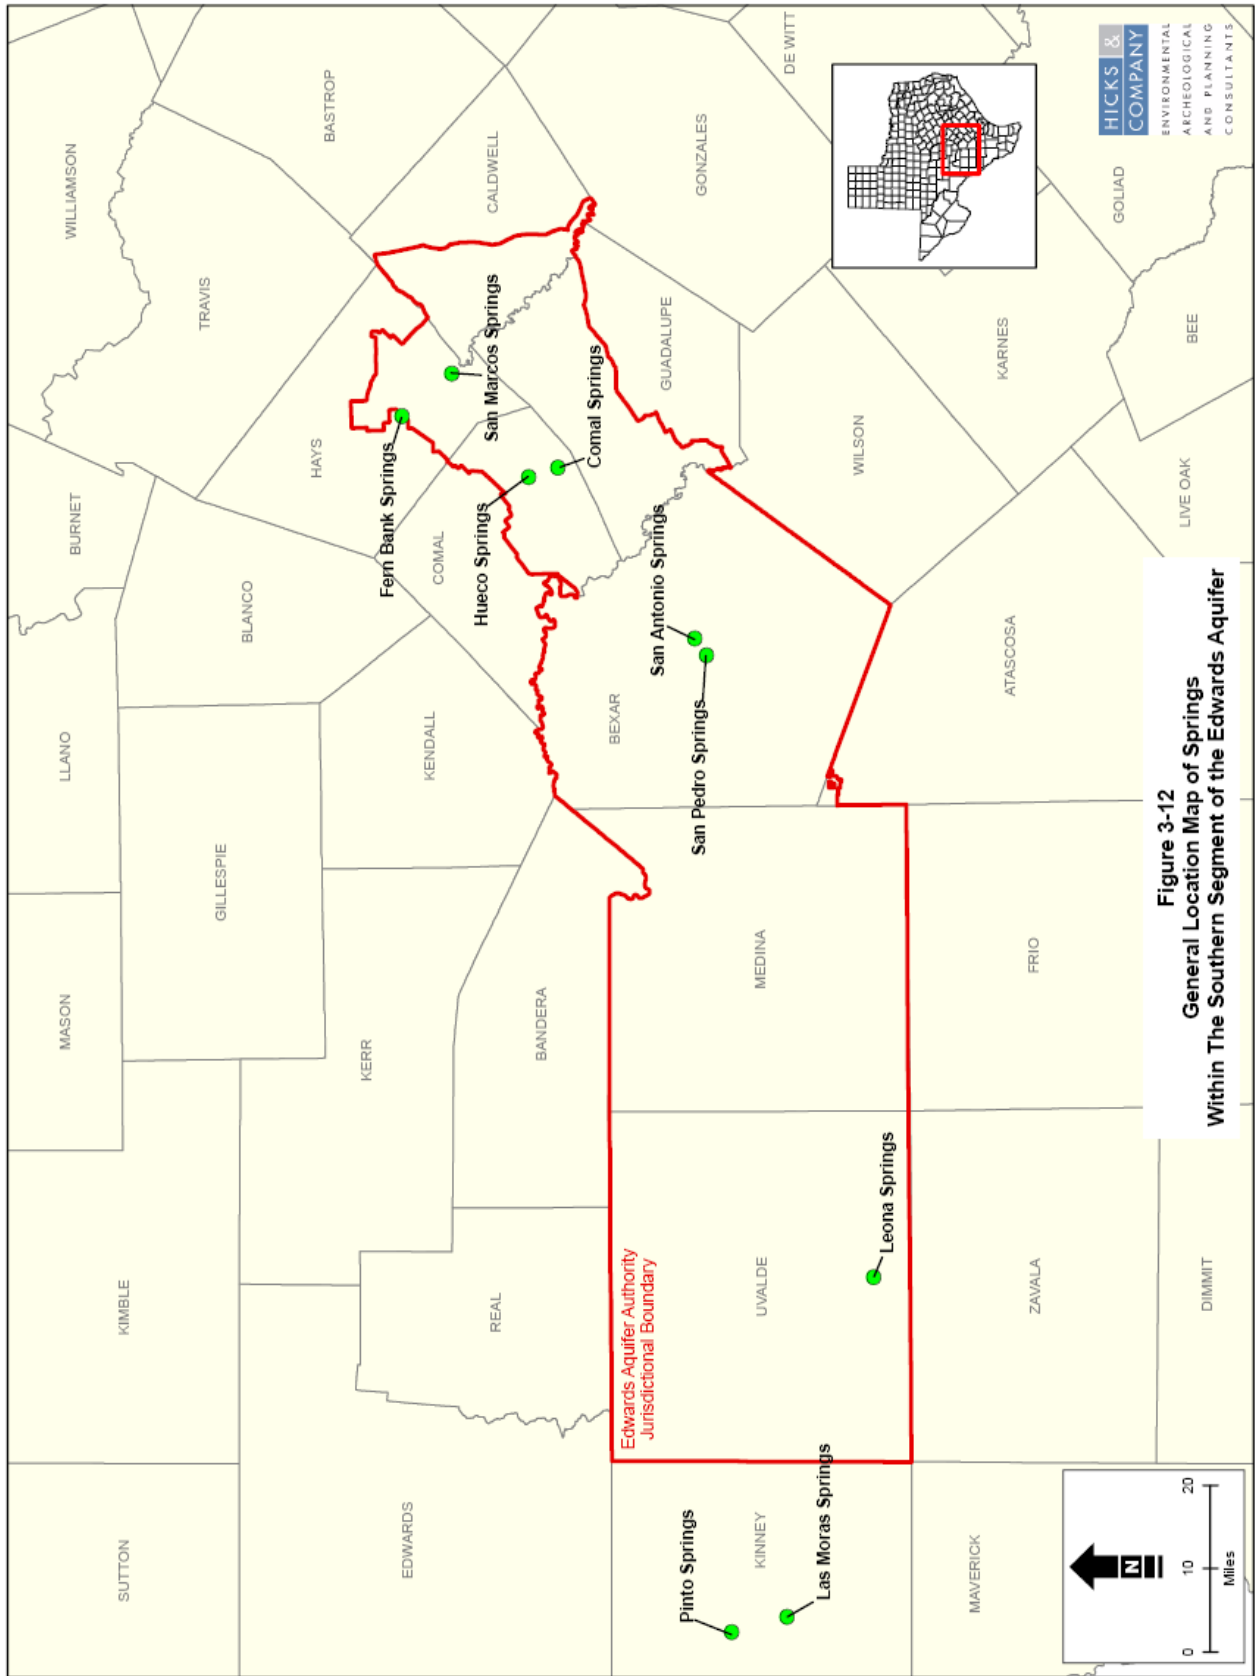 SUTTON
KIMBLE
MASON
LLANO
BURNET
WILLIAMSON
EDWARDS
REAL
KERR
GILLESPIE
BLANCO
HAYS
TRAVIS
BASTROP
BANDERA
KENDALL
COMAL
CALDWELL
Fern Bank Springs
San Marcos Springs
Hueco Springs
Comal Springs
Edwards Aquifer Authority
Jurisdictional Boundary
BEXAR
GUADALUPE
GONZALES
DE WITT
San Antonio Springs
San Pedro Springs
Pinto Springs
KINNEY
Las Moras Springs
UVALDE
Leona Springs
MEDINA
WILSON
MAVERICK
ZAVALA
FRIO
ATASCOSA
KARNES
GOLIAD
DIMMIT
LIVE OAK
BEE
N
0 10 20
Miles
Figure 3-12
General Location Map of Springs
Within The Southern Segment of the Edwards Aquifer
HICKS &
COMPANY
ENVIRONMENTAL
ARCHEOLOGICAL
AND PLANNING
CONSULTANTS